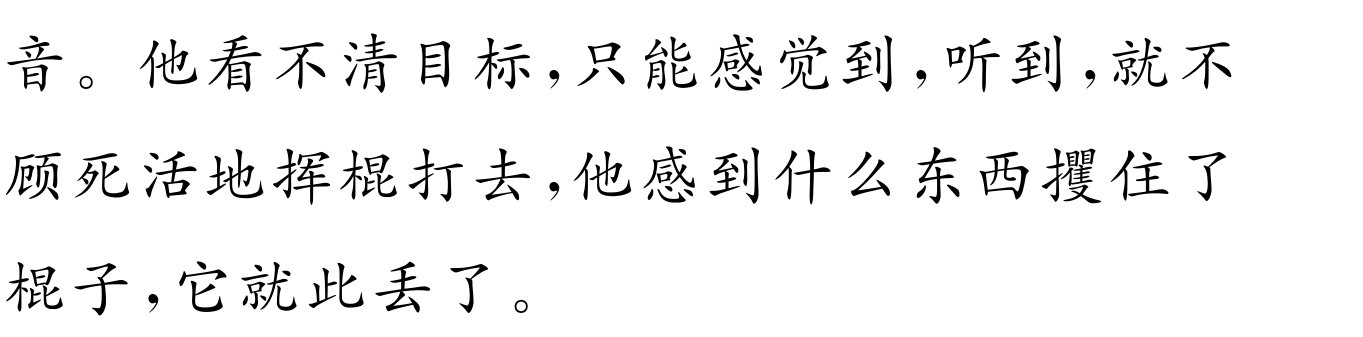 音。他看不清目标,只能感觉到,听到,就不
顾死活地挥棍打去,他感到什么东西攫住了
棍子,它就此丢了。